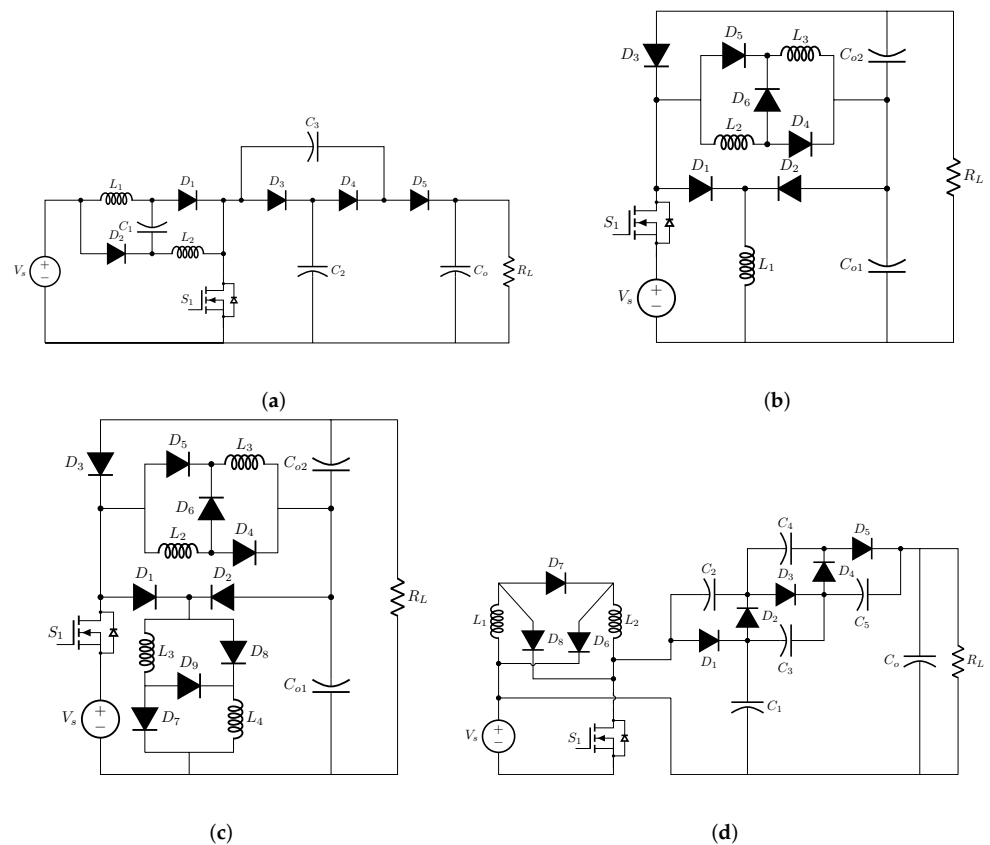 C3
L1
D1
D3
D4
D5
C1
D2
L2
Vs
C2
Co
RL
S1
(a)
D3
D5
L3
Co2
D6
L2
D4
D1
D2
RL
S1
L1
Co1
Vs
(b)
D3
D5
L3
Co2
D6
L2
D4
D1
D2
RL
S1
L3
D8
D9
Co1
Vs
D7
L4
(c)
C4
D5
D7
C2
D3
D4
L1
L2
D8
D6
D2
C5
D1
C3
Co
RL
C1
Vs
S1
(d)